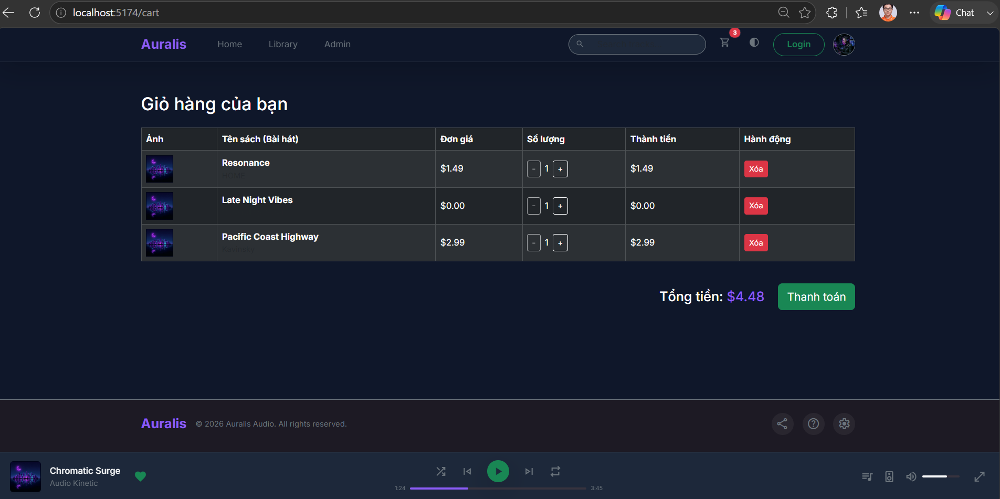 localhost:5174/cart
Chat
Auralis
Home
Library
Admin
3
Login
Giỏ hàng của bạn
Ảnh
Tên sách (Bài hát)
Đơn giá
Số lượng
Thành tiền
Hành động
Resonance
HOME
$1.49
- 1 +
$1.49
Xóa
Late Night Vibes
$0.00
- 1 +
$0.00
Xóa
Pacific Coast Highway
Kavinsky
$2.99
- 1 +
$2.99
Xóa
Tổng tiền: $4.48
Thanh toán
Auralis
© 2026 Auralis Audio. All rights reserved.
Chromatic Surge
Audio Kinetic
1:24
3:45